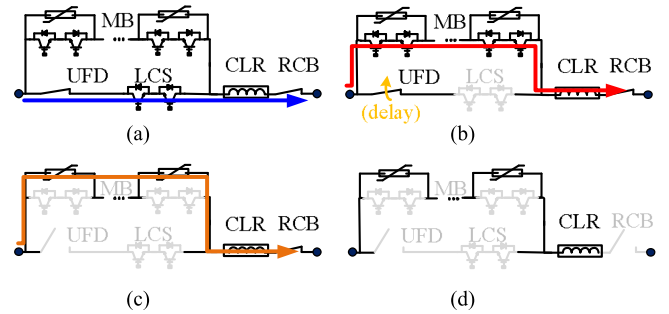 MB
UFD LCS CLR RCB
(a)
MB
UFD LCS CLR RCB
(delay)
(b)
MB
UFD LCS CLR RCB
(c)
MB
UFD LCS CLR RCB
(d)